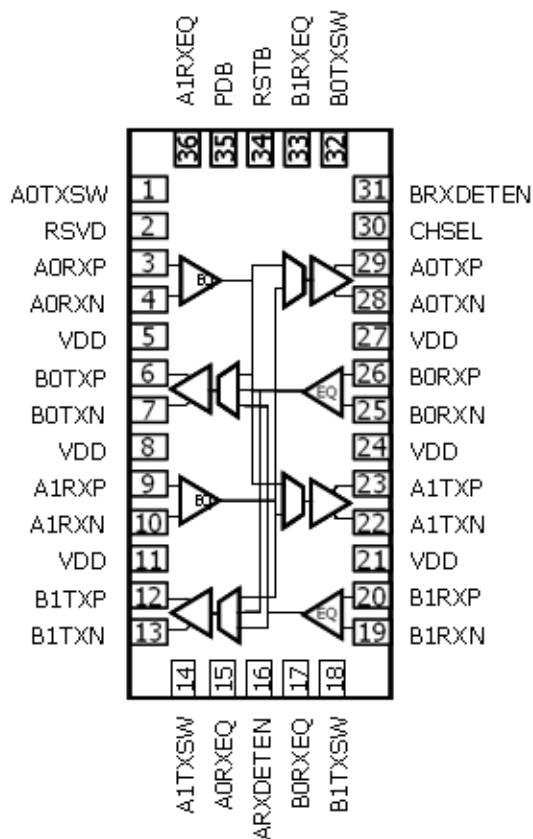 A1RXEQ
PDB
RSTB
B1RXEQ
B0TXSW
36
35
34
33
32
A0TXSW 1 31 BRXDETEN
RSVD 2 30 CHSEL
A0RXP 3 29 A0TXP
A0RXN 4 28 A0TXN
VDD 5 27 VDD
B0TXP 6 26 B0RXP
EQ
B0TXN 7 25 B0RXN
VDD 8 24 VDD
A1RXP 9 23 A1TXP
A1RXN 10 22 A1TXN
VDD 11 21 VDD
B1TXP 12 20 B1RXP
EQ
B1TXN 13 19 B1RXN
14
15
16
17
18
A1TXSW
A0RXEQ
ARXDETEN
B0RXEQ
B1TXSW